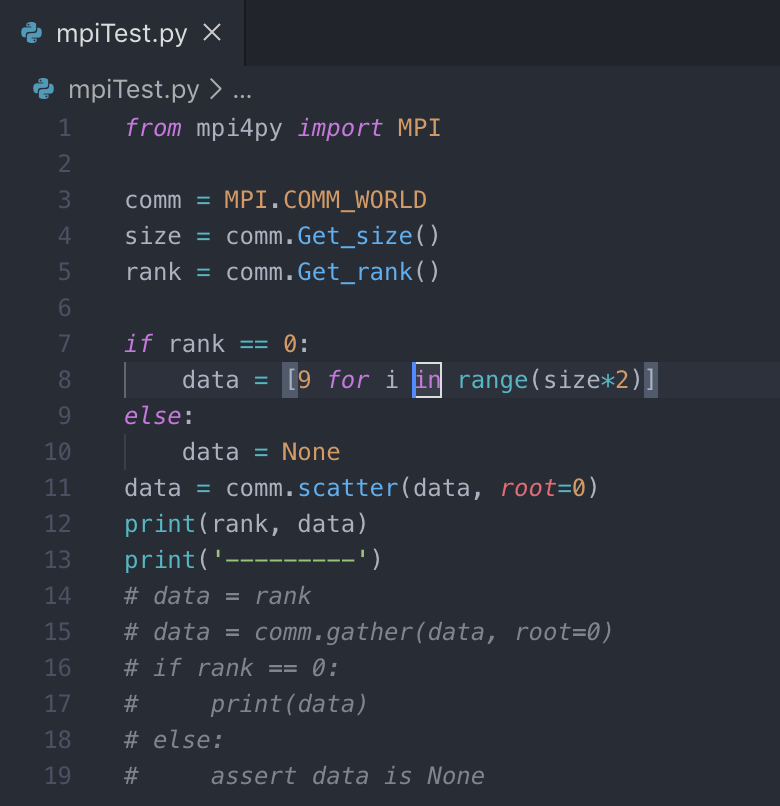 mpiTest.py
mpiTest.py > ...
1 from mpi4py import MPI
2
3 comm = MPI.COMM_WORLD
4 size = comm.Get_size()
5 rank = comm.Get_rank()
6
7 if rank == 0:
8     data = [9 for i in range(size*2)]
9 else:
10     data = None
11 data = comm.scatter(data, root=0)
12 print(rank, data)
13 print('---------')
14 # data = rank
15 # data = comm.gather(data, root=0)
16 # if rank == 0:
17 #     print(data)
18 # else:
19 #     assert data is None